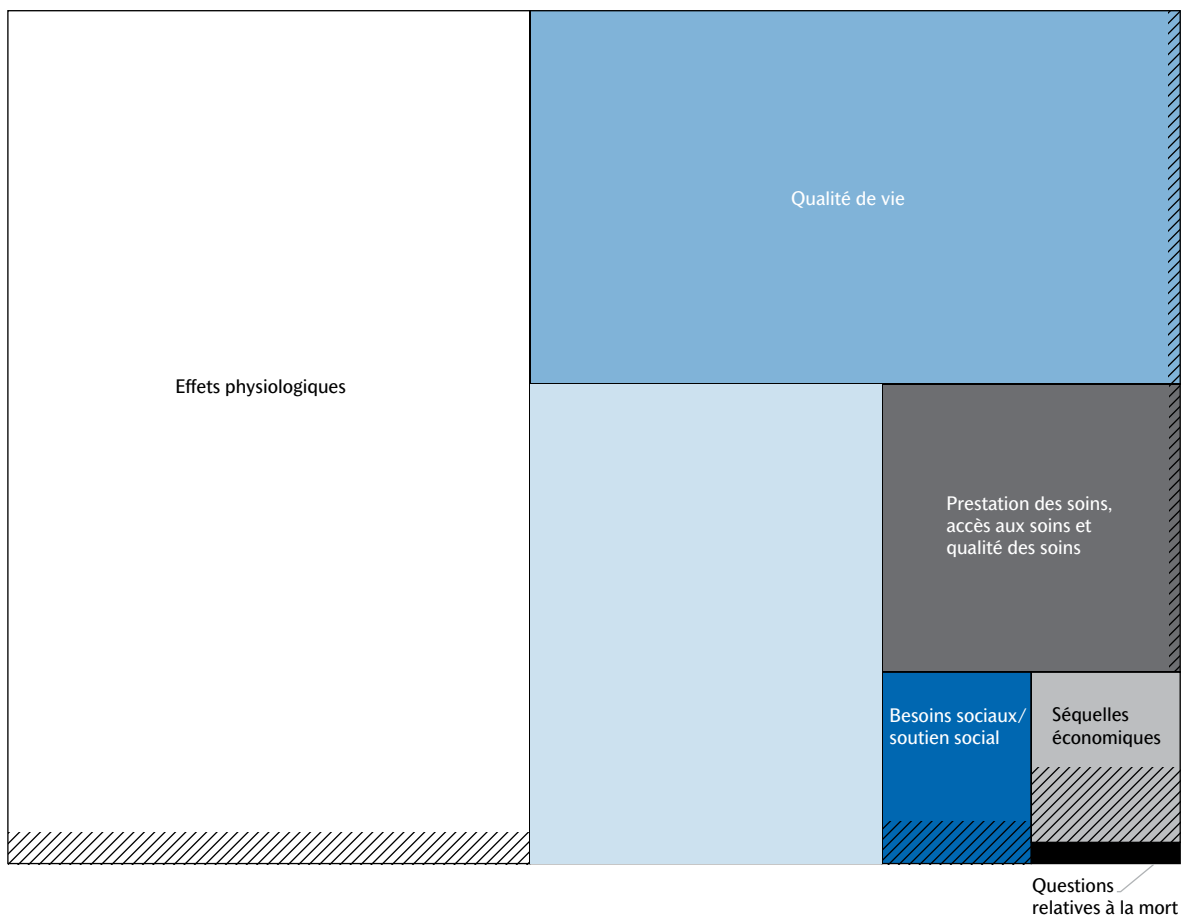 Qualité de vie
Effets physiologiques
Prestation des soins,
accès aux soins et
qualité des soins
Besoins sociaux/
soutien social
Séquelles
économiques
Questions
relatives à la mort